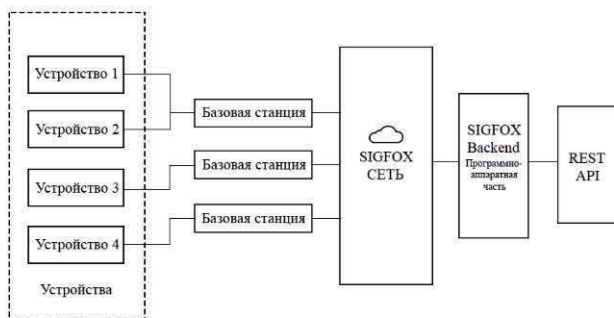 Устройство 1
Устройство 2
Устройство 3
Устройство 4
Устройства
Базовая станция
Базовая станция
Базовая станция
SIGFOX
СЕТЬ
SIGFOX
Backend
Программно-
аппаратная
часть
REST
API